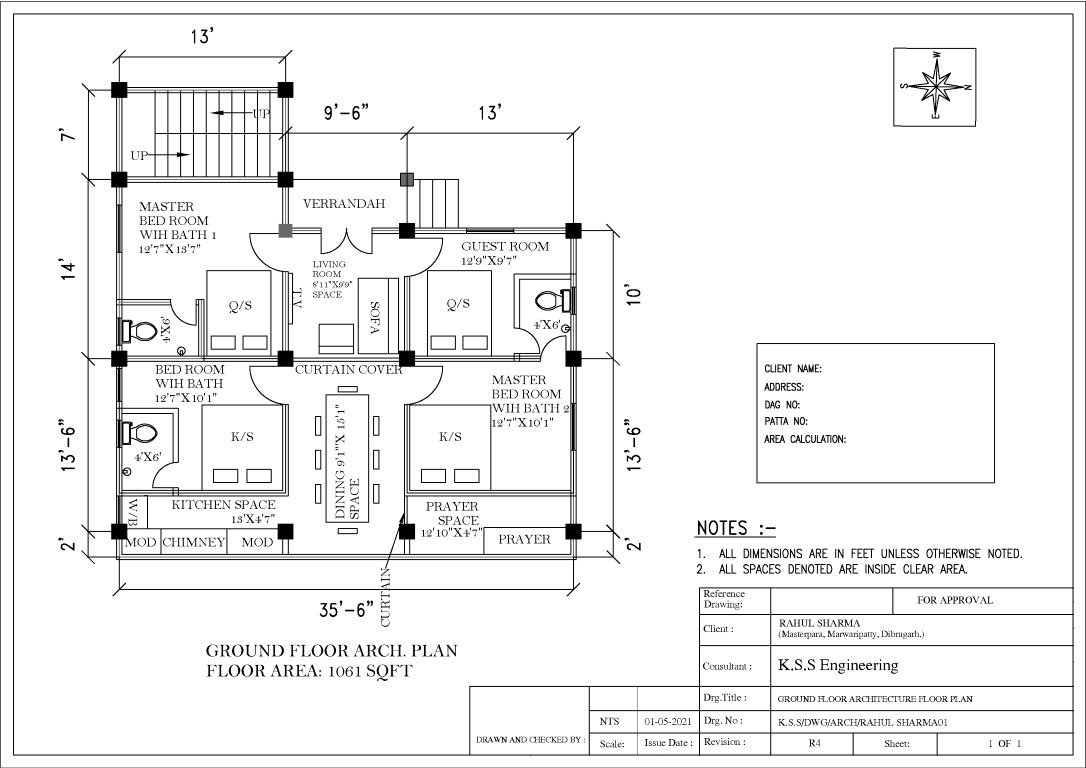 13'
W
S
N
E
9'-6"
13'
7'
UP
UP
VERRANDAH
MASTER
BED ROOM
WIH BATH 1
12'7"X13'7"
GUEST ROOM
12'9"X9'7"
LIVING
ROOM
8'11"X9'9"
SPACE
14'
10'
T.V
Q/S
SOFA
Q/S
4'X6'
4'X6'
BED ROOM
WIH BATH
12'7"X10'1"
CURTAIN COVER
MASTER
BED ROOM
WIH BATH 2
12'7"X10'1"
CLIENT NAME:
ADDRESS:
DAG NO:
PATTA NO:
AREA CALCULATION:
13'-6"
13'-6"
K/S
K/S
4'X6'
DINING 9'1"X 15'1"
SPACE
KITCHEN SPACE
13'X4'7"
W/B
PRAYER
SPACE
12'10"X4'7"
MOD
CHIMNEY
MOD
PRAYER
2'
2'
CURTAIN
35'-6"
NOTES :-
1. ALL DIMENSIONS ARE IN FEET UNLESS OTHERWISE NOTED.
2. ALL SPACES DENOTED ARE INSIDE CLEAR AREA.
GROUND FLOOR ARCH. PLAN
FLOOR AREA: 1061 SQFT
Reference
Drawing:
FOR APPROVAL
Client :
RAHUL SHARMA
(Masterpara, Marwaripatty, Dibrugarh.)
Consultant :
K.S.S Engineering
Drg.Title :
GROUND FLOOR ARCHITECTURE FLOOR PLAN
NTS
01-05-2021
Drg. No :
K.S.S/DWG/ARCH/RAHUL SHARMA01
DRAWN AND CHECKED BY :
Scale:
Issue Date :
Revision :
R4
Sheet:
1 OF 1